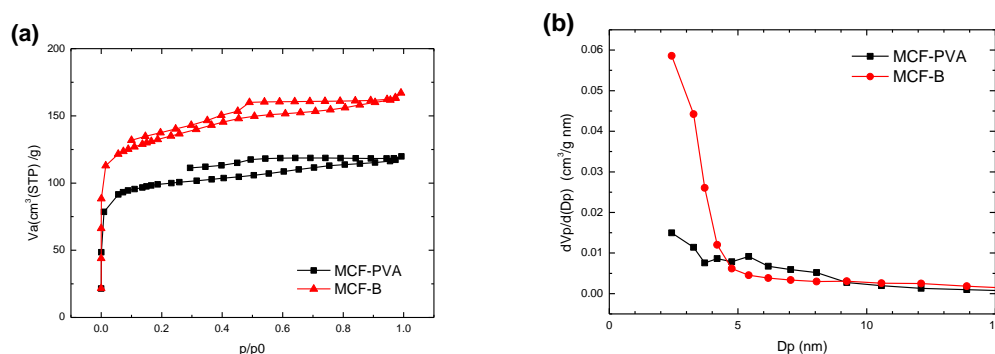 (a)
200
150
100
50
0
Va(cm³(STP) /g)
MCF-PVA
MCF-B
0.0 0.2 0.4 0.6 0.8 1.0
p/p0
(b)
0.06
0.05
0.04
0.03
0.02
0.01
0.00
dVp/d(Dp) (cm³/g nm)
MCF-PVA
MCF-B
0 5 10 1
Dp (nm)